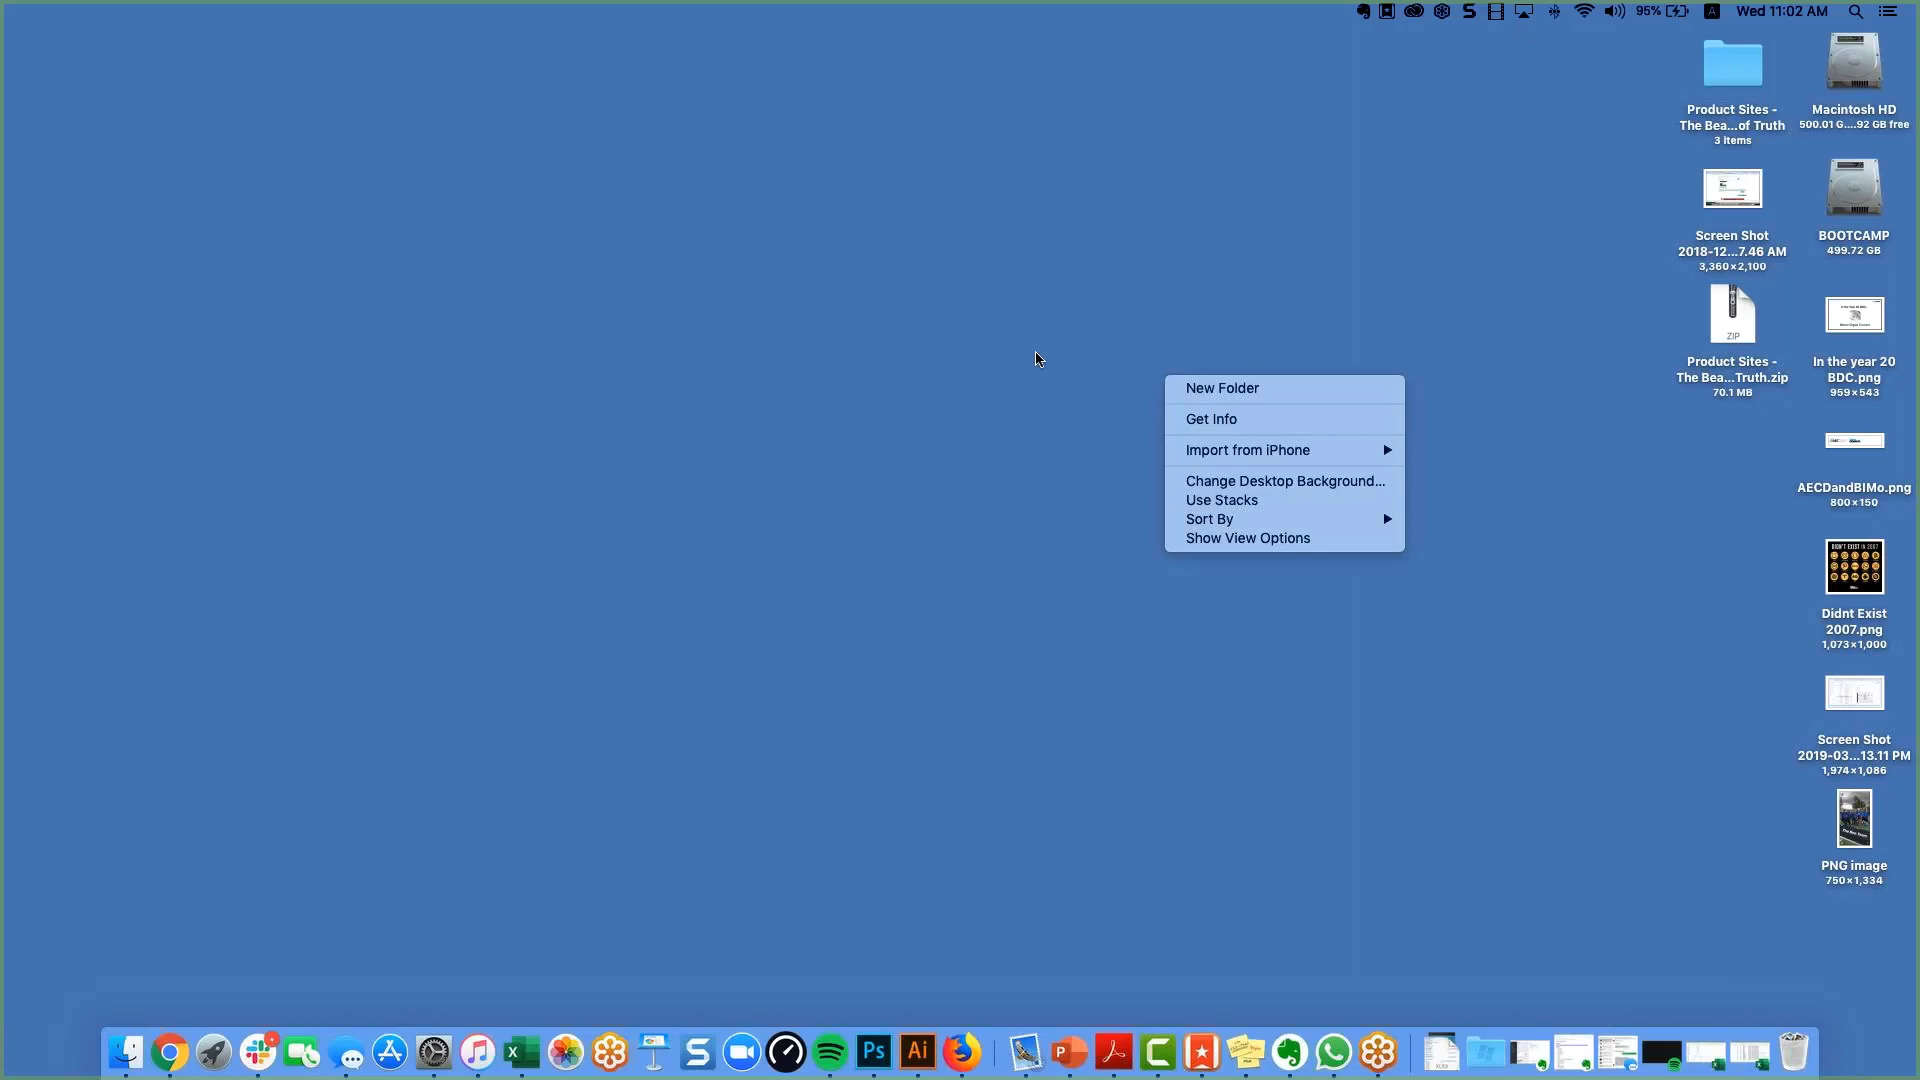 95%
Wed 11:02 AM
Product Sites -
The Bea...of Truth
3 items
Macintosh HD
500.01 G....92 GB free
Screen Shot
2018-12...7.46 AM
3,360×2,100
BOOTCAMP
499.72 GB
ZIP
Product Sites -
The Bea...Truth.zip
70.1 MB
In the year 20
BDC.png
959×543
AECDandBIMo.png
800×150
DIDN'T EXIST IN 2007
Didnt Exist
2007.png
1,073×1,000
Screen Shot
2019-03...13.11 PM
1,974×1,086
PNG image
750×1,334
New Folder
Get Info
Import from iPhone
Change Desktop Background...
Use Stacks
Sort By
Show View Options
Ps
Ai
XLSX